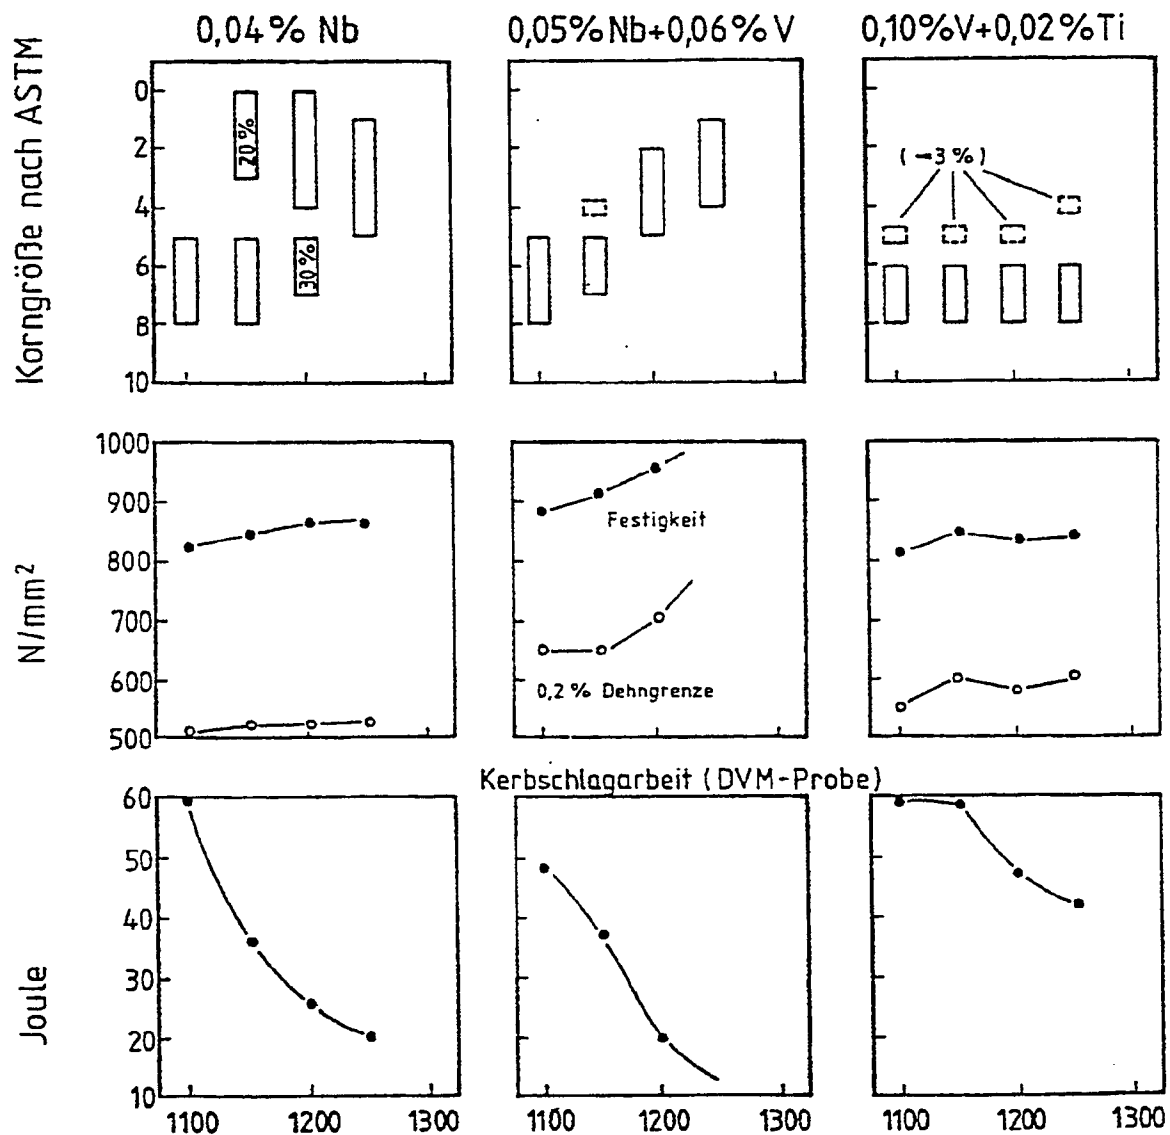 0,04% Nb
0,05%Nb+0,06% V
0,10%V+0,02%Ti
Korngröße nach ASTM
0
2
4
6
8
10
20%
30%
(-3%)
N/mm²
1000
900
800
700
600
500
Festigkeit
0,2% Dehngrenze
Kerbschlagarbeit (DVM-Probe)
Joule
60
50
40
30
20
10
1100 1200 1300
1100 1200 1300
1100 1200 1300